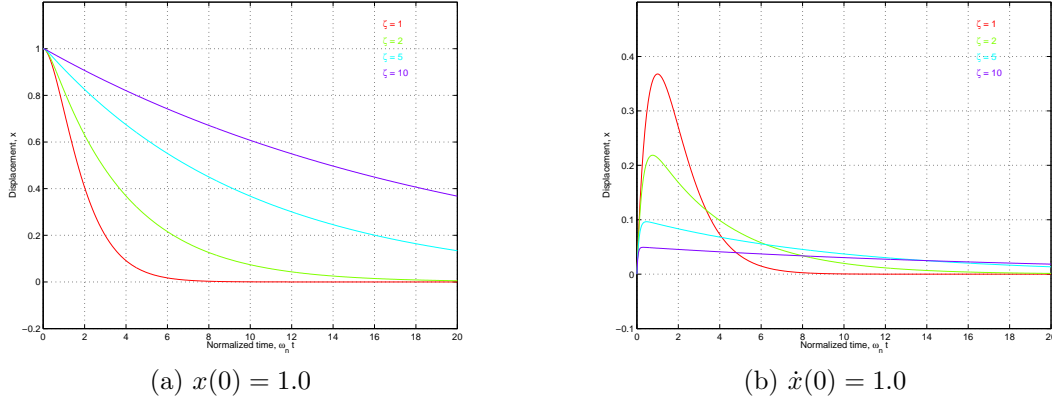 ζ = 1
ζ = 2
ζ = 5
ζ = 10
1
0.8
0.6
0.4
0.2
0
−0.2
Displacement, x
0 2 4 6 8 10 12 14 16 18 20
Normalized time, ωn t
(a) x(0) = 1.0
ζ = 1
ζ = 2
ζ = 5
ζ = 10
0.4
0.3
0.2
0.1
0
−0.1
Displacement, x
0 2 4 6 8 10 12 14 16 18 20
Normalized time, ωn t
(b) ẋ(0) = 1.0